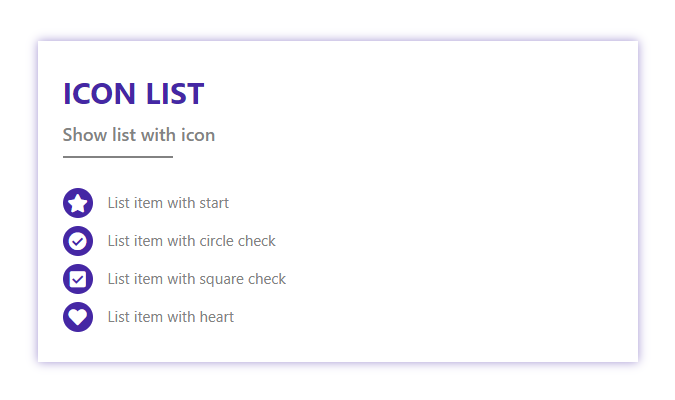 ICON LIST
Show list with icon
List item with start
List item with circle check
List item with square check
List item with heart